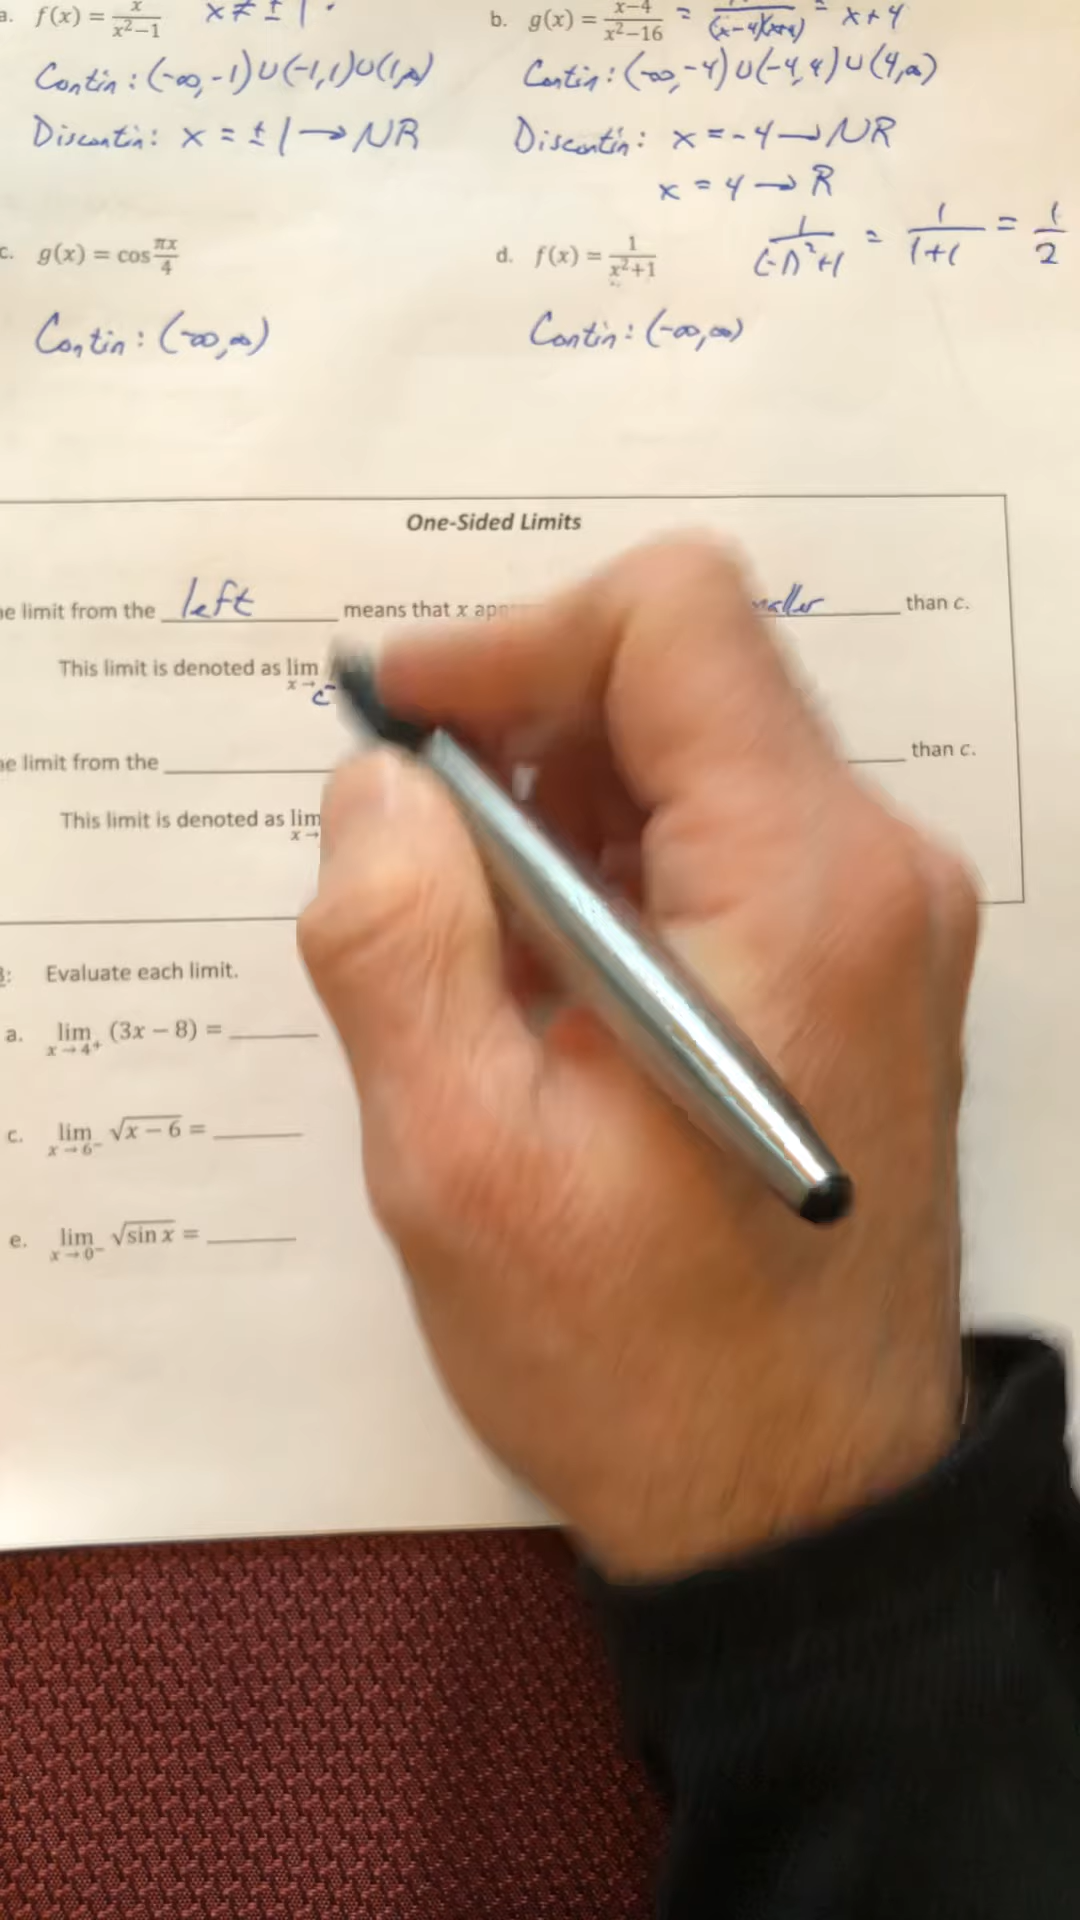 a. f(x) = x/(x²−1) x ≠ ± 1
b. g(x) = (x−4)/(x²−16) = /(x−4)(x+4) = x+4
Contin: (-∞,-1)∪(-1,1)∪(1,∞)
Contin: (-∞,-4)∪(-4,4)∪(4,∞)
Discontin: x = ±1 → NR
Discontin: x = -4 → NR
x = 4 → R
c. g(x) = cos πx/4
d. f(x) = 1/(x²+1) 1/((-1)²+1) = 1/(1+1) = 1/2
Contin: (-∞,∞)
Contin: (-∞,∞)
One-Sided Limits
limit from the left means that x than c.
This limit is denoted as lim x→c⁻
limit from the ________ than c.
This limit is denoted as lim x→
Evaluate each limit.
a. lim x→4⁺ (3x − 8) = ______
c. lim x→6⁻ √(x − 6) = ______
e. lim x→0⁻ √(sin x) = ______